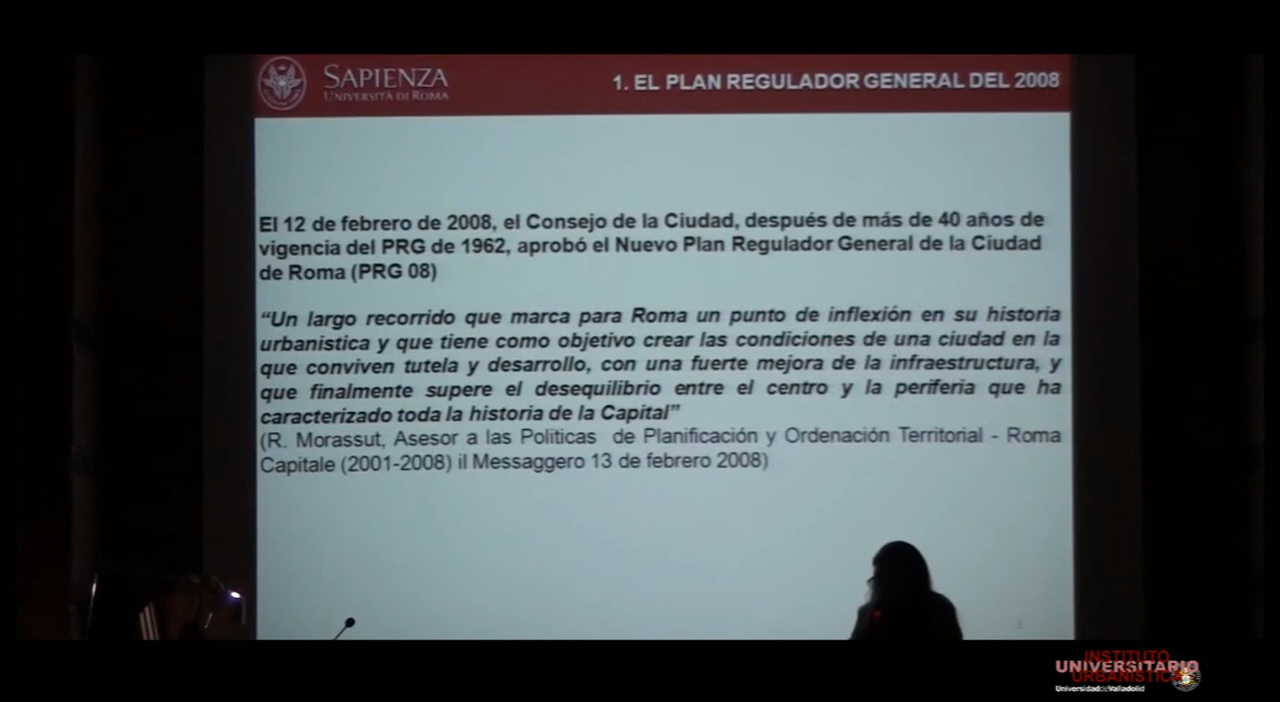 SAPIENZA
UNIVERSITÀ DI ROMA
1. EL PLAN REGULADOR GENERAL DEL 2008
El 12 de febrero de 2008, el Consejo de la Ciudad, después de más de 40 años de
vigencia del PRG de 1962, aprobó el Nuevo Plan Regulador General de la Ciudad
de Roma (PRG 08)
“Un largo recorrido que marca para Roma un punto de inflexión en su historia
urbanistica y que tiene como objetivo crear las condiciones de una ciudad en la
que conviven tutela y desarrollo, con una fuerte mejora de la infraestructura, y
que finalmente supere el desequilibrio entre el centro y la periferia que ha
caracterizado toda la historia de la Capital”
(R. Morassut, Asesor a las Politicas de Planificación y Ordenación Territorial - Roma
Capitale (2001-2008) il Messaggero 13 de febrero 2008)
INSTITUTO
UNIVERSITARIO
URBANÍSTICA
Universidad de Valladolid